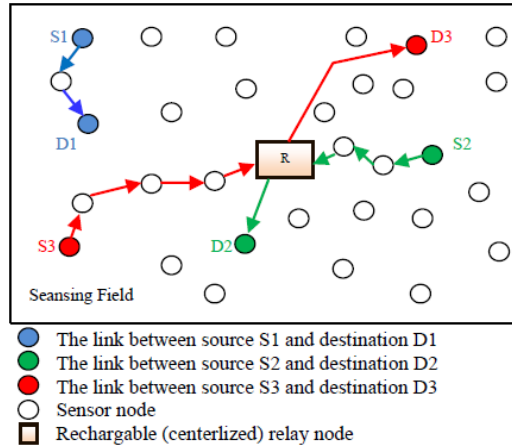 S1
D3
D1
R
S2
S3
D2
Seansing Field
The link between source S1 and destination D1
The link between source S2 and destination D2
The link between source S3 and destination D3
Sensor node
Rechargable (centerlized) relay node